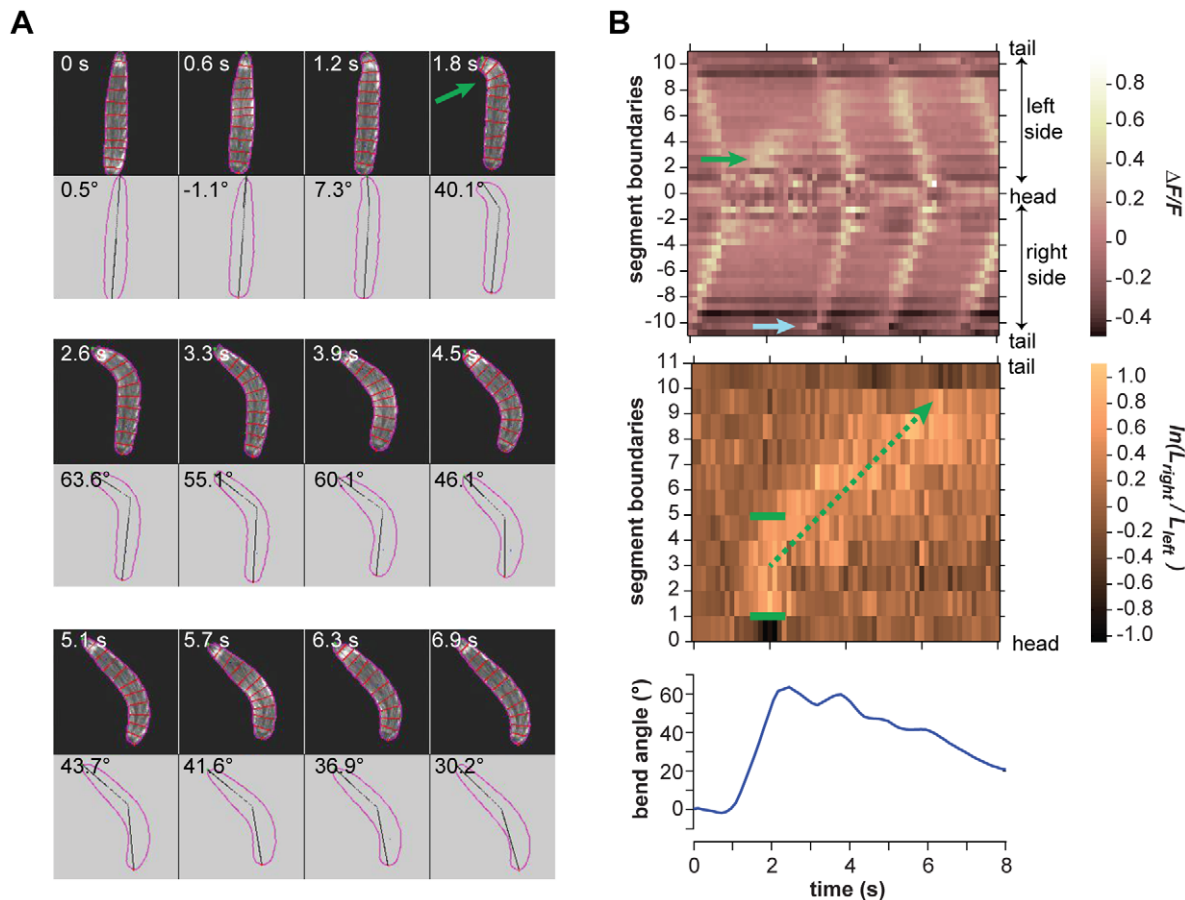 A
0 s 0.6 s 1.2 s 1.8 s
0.5° -1.1° 7.3° 40.1°
2.6 s 3.3 s 3.9 s 4.5 s
63.6° 55.1° 60.1° 46.1°
5.1 s 5.7 s 6.3 s 6.9 s
43.7° 41.6° 36.9° 30.2°
B
segment boundaries
10
8
6
4
2
0
-2
-4
-6
-8
-10
tail
left
side
head
right
side
tail
0.8
0.6
0.4
0.2
0
-0.2
-0.4
ΔF/F
segment boundaries
11
10
9
8
7
6
5
4
3
2
1
0
tail
head
1.0
0.8
0.6
0.4
0.2
0
-0.2
-0.4
-0.6
-0.8
-1.0
ln(Lright / Lleft)
bend angle (°)
60
40
20
0
0 2 4 6 8
time (s)